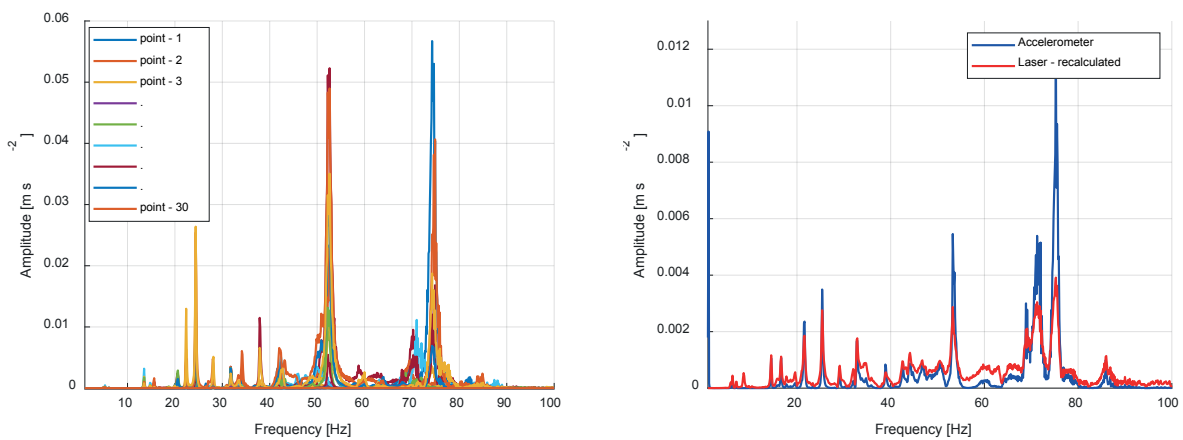 0.06
0.05
0.04
0.03
0.02
0.01
0
Amplitude [m s
-2
]
point - 1
point - 2
point - 3
.
.
.
.
.
point - 30
10 20 30 40 50 60 70 80 90 100
Frequency [Hz]
0.012
0.01
0.008
0.006
0.004
0.002
0
Amplitude [m s
-2
]
Accelerometer
Laser - recalculated
20 40 60 80 100
Frequency [Hz]